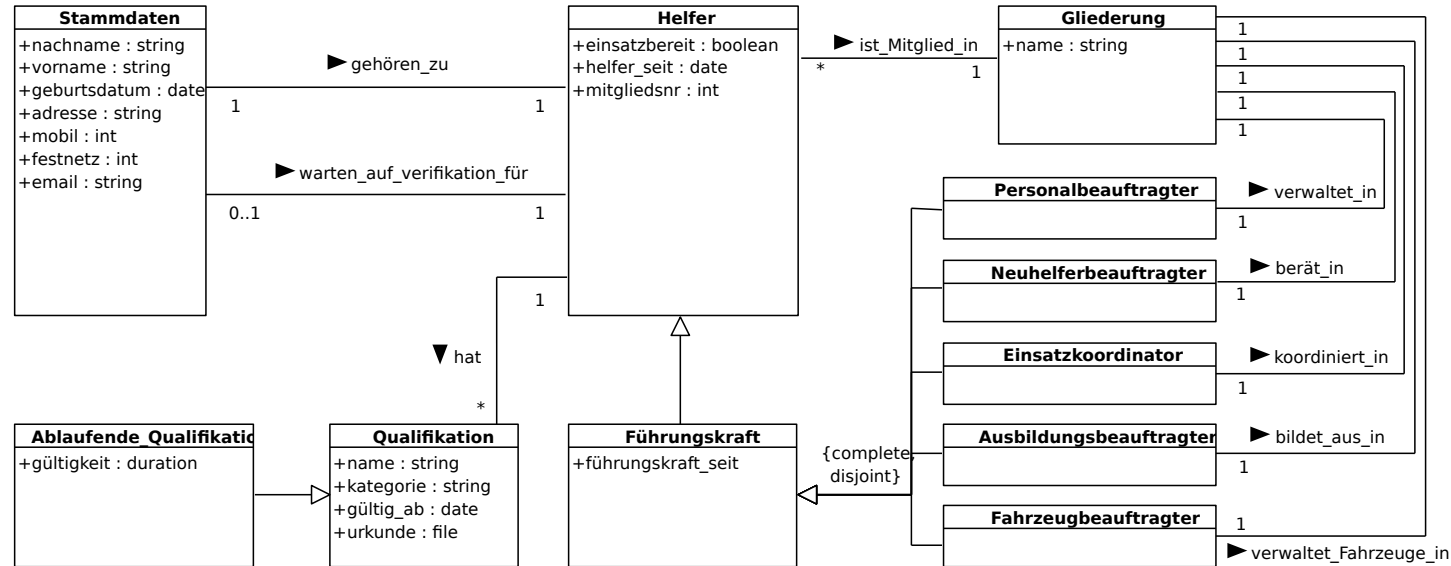 Stammdaten
+nachname : string
+vorname : string
+geburtsdatum : date
+adresse : string
+mobil : int
+festnetz : int
+email : string
gehören_zu
1
1
warten_auf_verifikation_für
0..1
1
Helfer
+einsatzbereit : boolean
+helfer_seit : date
+mitgliedsnr : int
ist_Mitglied_in
*
1
Gliederung
+name : string
1
1
1
1
1
Personalbeauftragter
verwaltet_in
1
Neuhelferbeauftragter
berät_in
1
Einsatzkoordinator
koordiniert_in
1
Ausbildungsbeauftragter
bildet_aus_in
1
Fahrzeugbeauftragter
1
verwaltet_Fahrzeuge_in
1
hat
*
Ablaufende_Qualifikatio
+gültigkeit : duration
Qualifikation
+name : string
+kategorie : string
+gültig_ab : date
+urkunde : file
Führungskraft
+führungskraft_seit
{complete,
disjoint}